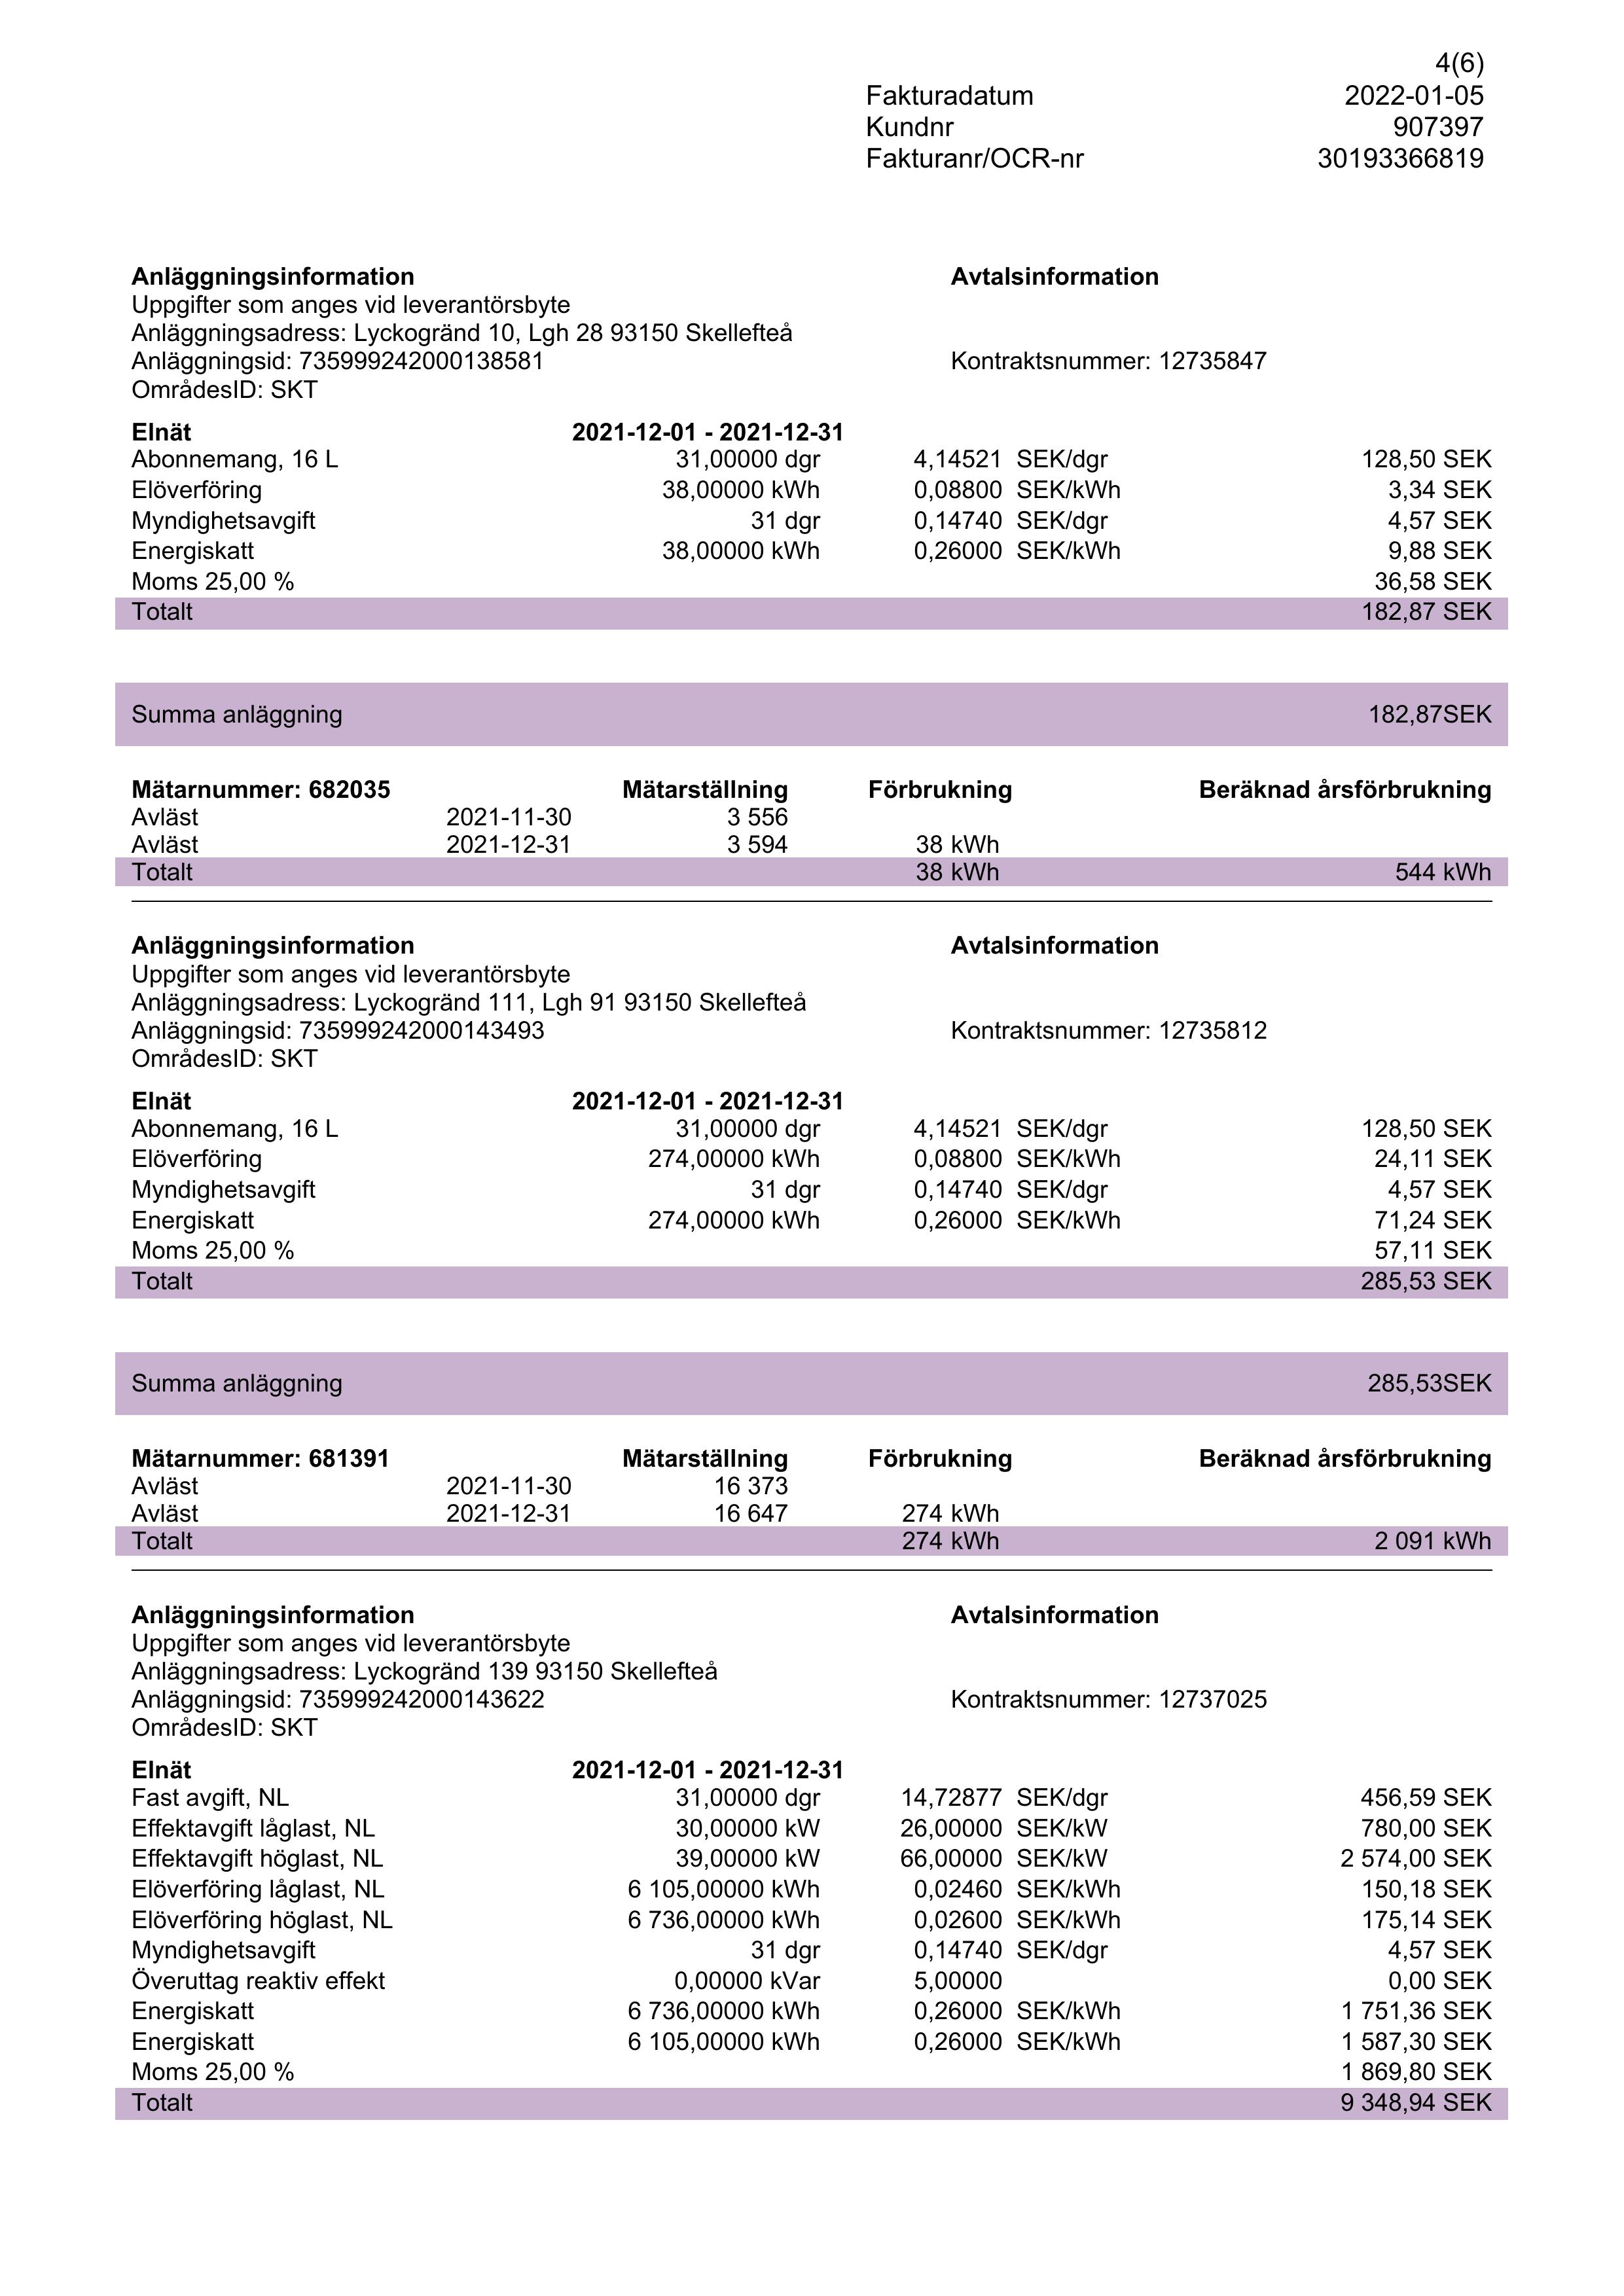 4(6)
Fakturadatum 2022-01-05
Kundnr 907397
Fakturanr/OCR-nr 30193366819
Anläggningsinformation Avtalsinformation
Uppgifter som anges vid leverantörsbyte
Anläggningsadress: Lyckogränd 10, Lgh 28 93150 Skellefteå
Anläggningsid: 735999242000138581 Kontraktsnummer: 12735847
OmrådesID: SKT
Elnät 2021-12-01 - 2021-12-31
Abonnemang, 16 L 31,00000 dgr 4,14521 SEK/dgr 128,50 SEK
Elöverföring 38,00000 kWh 0,08800 SEK/kWh 3,34 SEK
Myndighetsavgift 31 dgr 0,14740 SEK/dgr 4,57 SEK
Energiskatt 38,00000 kWh 0,26000 SEK/kWh 9,88 SEK
Moms 25,00 % 36,58 SEK
Totalt 182,87 SEK
Summa anläggning 182,87SEK
Mätarnummer: 682035 Mätarställning Förbrukning Beräknad årsförbrukning
Avläst 2021-11-30 3 556
Avläst 2021-12-31 3 594 38 kWh
Totalt 38 kWh 544 kWh
Anläggningsinformation Avtalsinformation
Uppgifter som anges vid leverantörsbyte
Anläggningsadress: Lyckogränd 111, Lgh 91 93150 Skellefteå
Anläggningsid: 735999242000143493 Kontraktsnummer: 12735812
OmrådesID: SKT
Elnät 2021-12-01 - 2021-12-31
Abonnemang, 16 L 31,00000 dgr 4,14521 SEK/dgr 128,50 SEK
Elöverföring 274,00000 kWh 0,08800 SEK/kWh 24,11 SEK
Myndighetsavgift 31 dgr 0,14740 SEK/dgr 4,57 SEK
Energiskatt 274,00000 kWh 0,26000 SEK/kWh 71,24 SEK
Moms 25,00 % 57,11 SEK
Totalt 285,53 SEK
Summa anläggning 285,53SEK
Mätarnummer: 681391 Mätarställning Förbrukning Beräknad årsförbrukning
Avläst 2021-11-30 16 373
Avläst 2021-12-31 16 647 274 kWh
Totalt 274 kWh 2 091 kWh
Anläggningsinformation Avtalsinformation
Uppgifter som anges vid leverantörsbyte
Anläggningsadress: Lyckogränd 139 93150 Skellefteå
Anläggningsid: 735999242000143622 Kontraktsnummer: 12737025
OmrådesID: SKT
Elnät 2021-12-01 - 2021-12-31
Fast avgift, NL 31,00000 dgr 14,72877 SEK/dgr 456,59 SEK
Effektavgift låglast, NL 30,00000 kW 26,00000 SEK/kW 780,00 SEK
Effektavgift höglast, NL 39,00000 kW 66,00000 SEK/kW 2 574,00 SEK
Elöverföring låglast, NL 6 105,00000 kWh 0,02460 SEK/kWh 150,18 SEK
Elöverföring höglast, NL 6 736,00000 kWh 0,02600 SEK/kWh 175,14 SEK
Myndighetsavgift 31 dgr 0,14740 SEK/dgr 4,57 SEK
Överuttag reaktiv effekt 0,00000 kVar 5,00000 0,00 SEK
Energiskatt 6 736,00000 kWh 0,26000 SEK/kWh 1 751,36 SEK
Energiskatt 6 105,00000 kWh 0,26000 SEK/kWh 1 587,30 SEK
Moms 25,00 % 1 869,80 SEK
Totalt 9 348,94 SEK